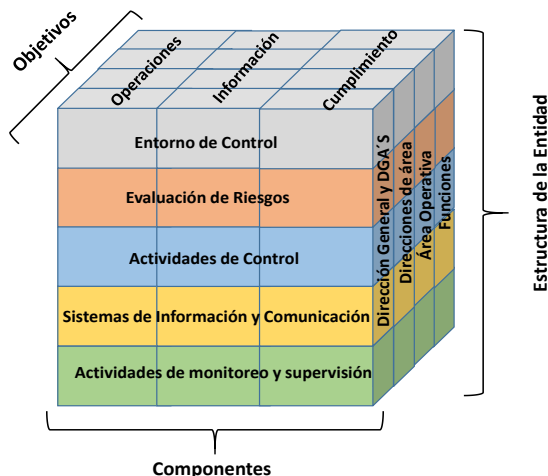 Objetivos
Operaciones
Información
Cumplimiento
Entorno de Control
Evaluación de Riesgos
Actividades de Control
Sistemas de Información y Comunicación
Actividades de monitoreo y supervisión
Dirección General y DGA´S
Direcciones de área
Área Operativa
Funciones
Estructura de la Entidad
Componentes